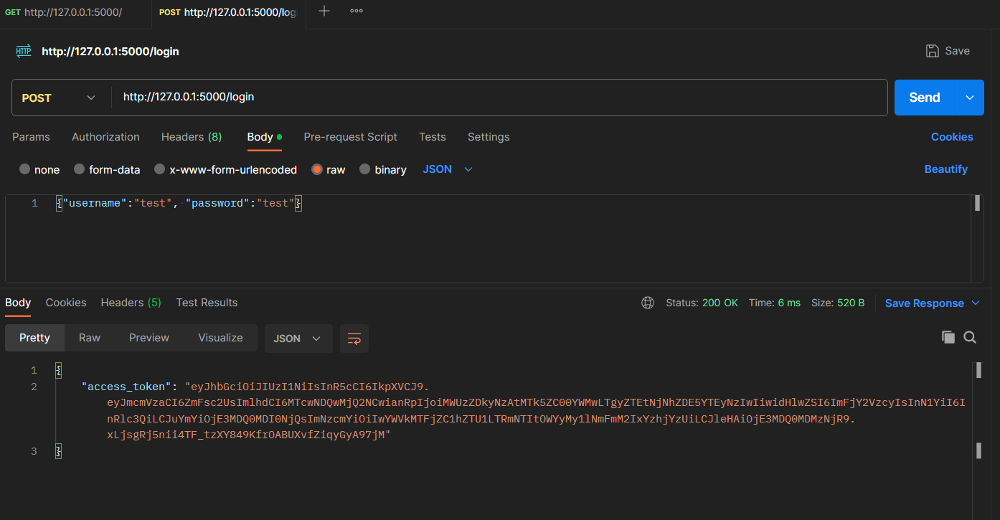 GET http://127.0.0.1:5000/ POST http://127.0.0.1:5000/log
HTTP http://127.0.0.1:5000/login Save
POST http://127.0.0.1:5000/login Send
Params Authorization Headers (8) Body Pre-request Script Tests Settings Cookies
none form-data x-www-form-urlencoded raw binary JSON Beautify
1 {"username":"test", "password":"test"}
Body Cookies Headers (5) Test Results Status: 200 OK Time: 6 ms Size: 520 B Save Response
Pretty Raw Preview Visualize JSON
1 {
2 "access_token": "eyJhbGciOiJIUzI1NiIsInR5cCI6IkpXVCJ9.
eyJmcmVzaCI6ZmFsc2UsImlhdCI6MTcwNDQwMjQ2NCwianRpIjoiMWUzZDkyNzAtMTk5ZC00YWMwLTgyZTEtNjNhZDE5YTEyNzIwIiwidHlwZSI6ImFjY2VzcyIsInN1YiI6I
nRlc3QiLCJuYmYiOjE3MDQ0MDI0NjQsImNzcmYiOiIwYWVkMTFjZC1hZTU1LTRmNTItOWYyMy1lNmFmM2IxYzhjYzUiLCJleHAiOjE3MDQ0MDMzNjR9.
xLjsgRj5nii4TF_tzXY849KfrOABUXvfZiqyGyA97jM"
3 }